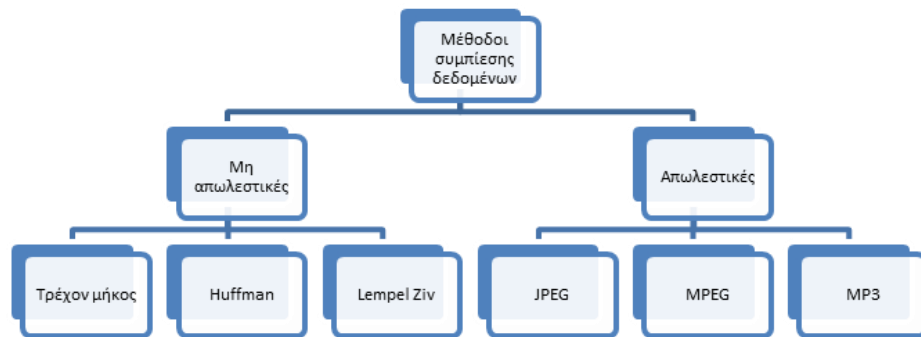 Μέθοδοι
συμπίεσης
δεδομένων
Μη
απωλεστικές
Απωλεστικές
Τρέχον μήκος
Huffman
Lempel Ziv
JPEG
MPEG
MP3